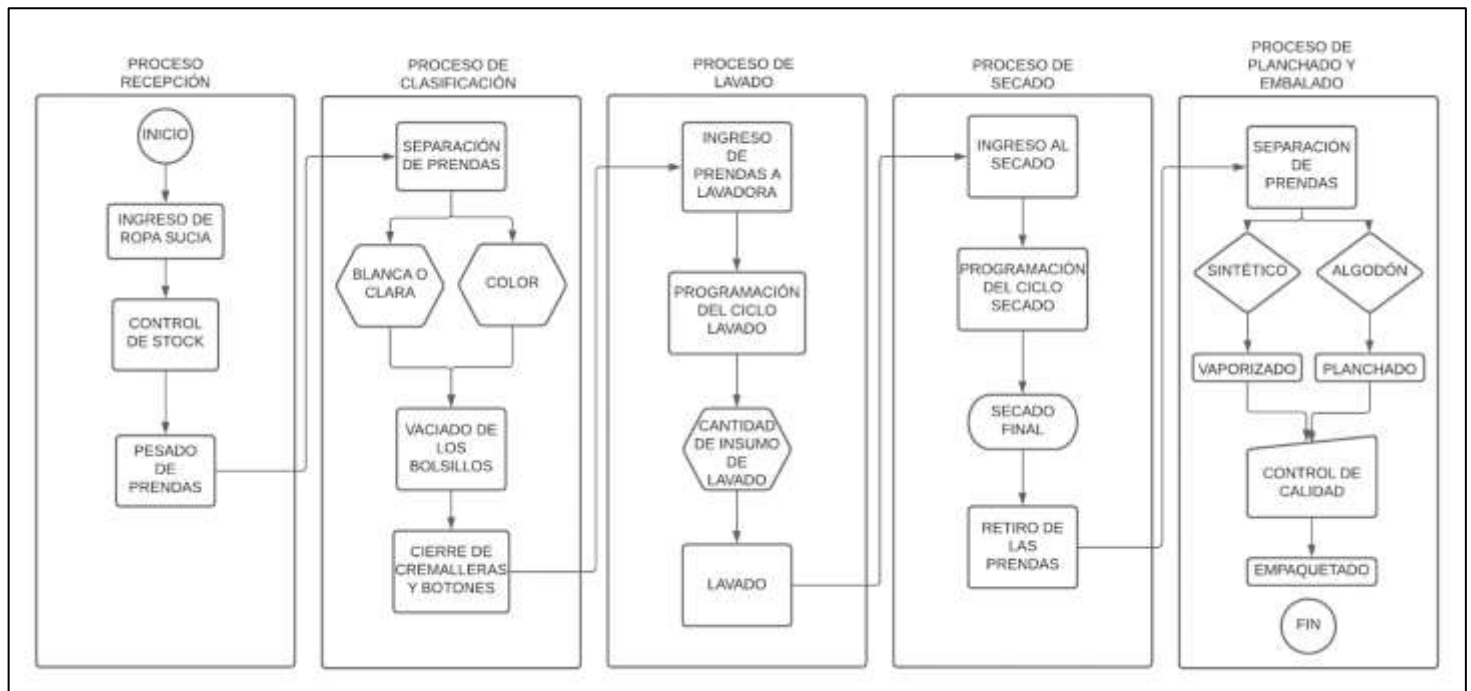 PROCESO
RECEPCIÓN
INICIO
INGRESO DE
ROPA SUCIA
CONTROL
DE STOCK
PESADO
DE
PRENDAS
PROCESO DE
CLASIFICACIÓN
SEPARACIÓN
DE PRENDAS
BLANCA O
CLARA
COLOR
VACIADO DE
LOS
BOLSILLOS
CIERRE DE
CREMALLERAS
Y BOTONES
PROCESO DE
LAVADO
INGRESO
DE
PRENDAS A
LAVADORA
PROGRAMACIÓN
DEL CICLO
LAVADO
CANTIDAD
DE INSUMO
DE
LAVADO
LAVADO
PROCESO DE
SECADO
INGRESO AL
SECADO
PROGRAMACIÓN
DEL CICLO
SECADO
SECADO
FINAL
RETIRO DE
LAS
PRENDAS
PROCESO DE
PLANCHADO Y
EMBALADO
SEPARACIÓN
DE
PRENDAS
SINTÉTICO
ALGODÓN
VAPORIZADO
PLANCHADO
CONTROL DE
CALIDAD
EMPAQUETADO
FIN